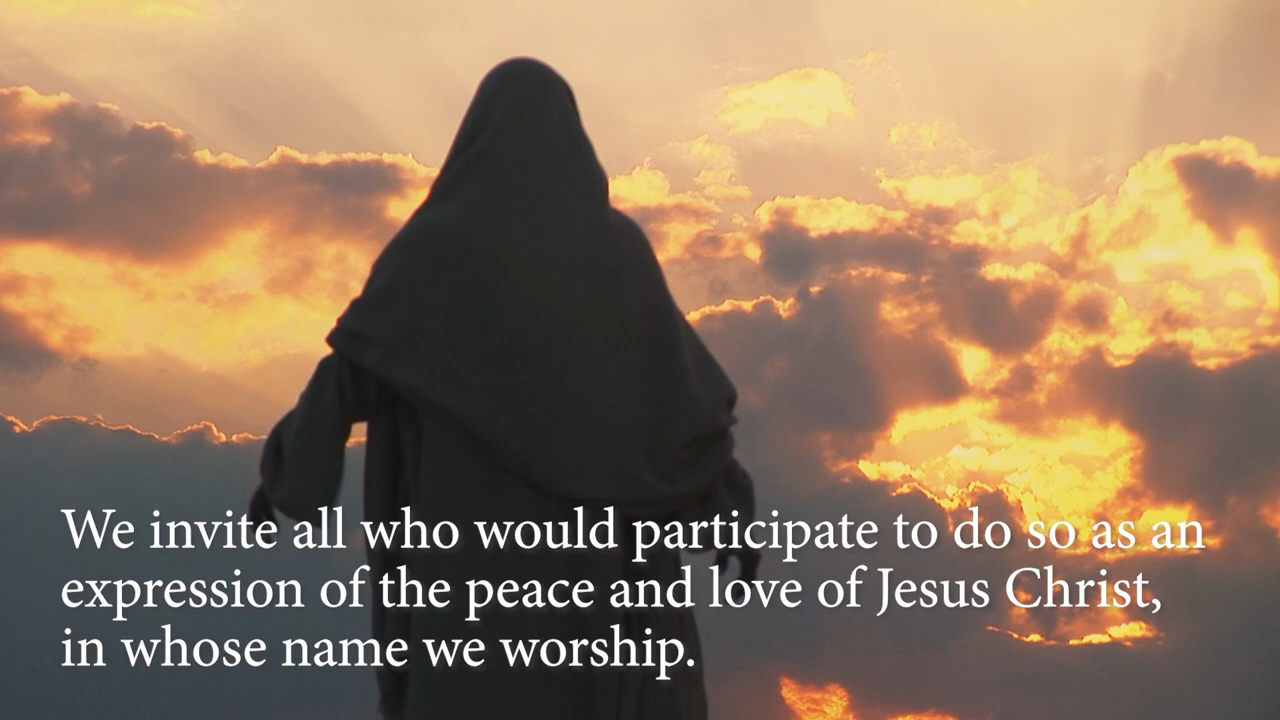 We invite all who would participate to do so as an
expression of the peace and love of Jesus Christ,
in whose name we worship.